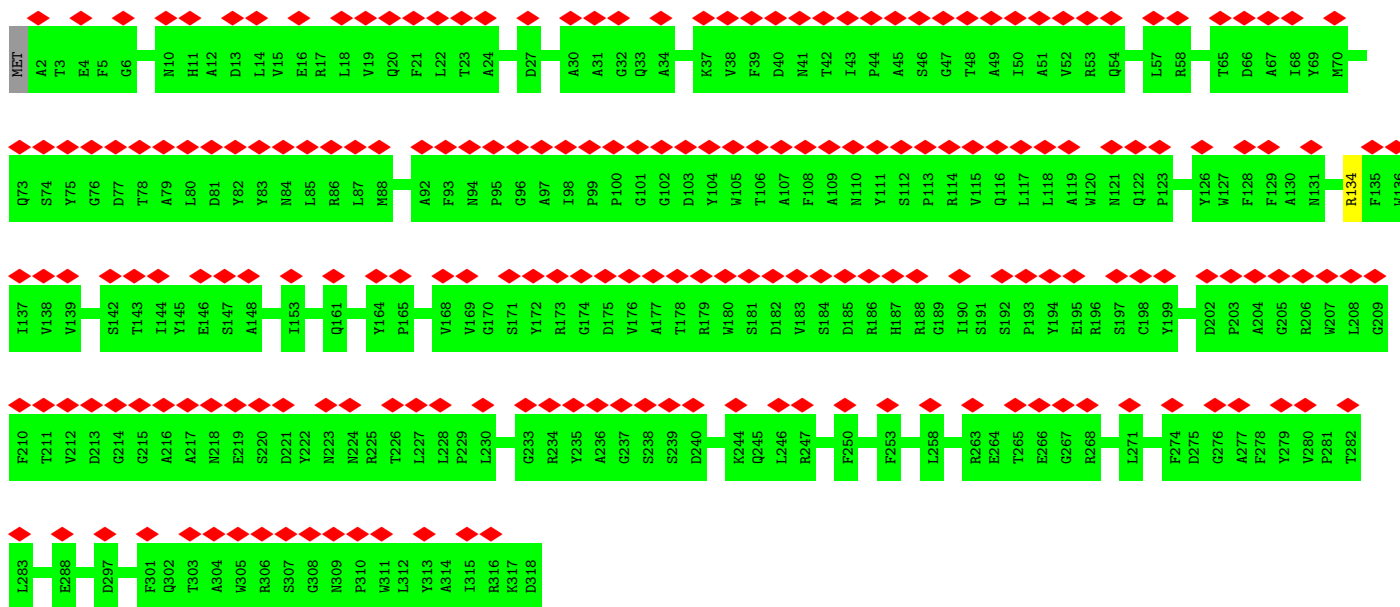 MET A2 T3 E4 F5 G6 N10 H11 A12 D13 L14 V15 E16 R17 L18 V19 Q20 F21 L22 T23 A24 D27 A30 A31 G32 Q33 A34 K37 V38 F39 D40 N41 T42 I43 P44 A45 S46 G47 T48 A49 I50 A51 V52 R53 Q54 L57 R58 T65 D66 A67 I68 Y69 M70
Q73 S74 Y75 G76 D77 T78 A79 L80 D81 Y82 Y83 N84 L85 R86 L87 M88 A92 F93 N94 P95 G96 A97 I98 P99 P100 G101 G102 D103 Y104 W105 T106 A107 F108 A109 N110 Y111 S112 P113 R114 V115 Q116 L117 L118 A119 W120 N121 Q122 P123 Y126 W127 F128 F129 A130 N131 R134 F135 W136
I137 V138 V139 S142 T143 I144 Y145 E146 S147 A148 I153 Q161 Y164 P165 V168 V169 G170 S171 Y172 R173 G174 D175 V176 A177 T178 R179 W180 S181 D182 V183 S184 D185 R186 H187 R188 G189 I190 S191 S192 P193 Y194 E195 R196 S197 C198 Y199 D202 P203 A204 G205 R206 W207 L208 G209
F210 T211 V212 D213 G214 G215 A216 A217 N218 E219 S220 D221 Y222 N223 N224 R225 T226 L227 L228 P229 L230 G233 R234 Y235 A236 G237 S238 S239 D240 K244 Q245 L246 R247 F250 F253 L258 R263 E264 T265 E266 G267 R268 L271 F274 D275 G276 A277 F278 Y279 V280 P281 T282
L283 E288 D297 F301 Q302 T303 A304 W305 R306 S307 G308 N309 P310 W311 L312 Y313 A314 I315 R316 K317 D318